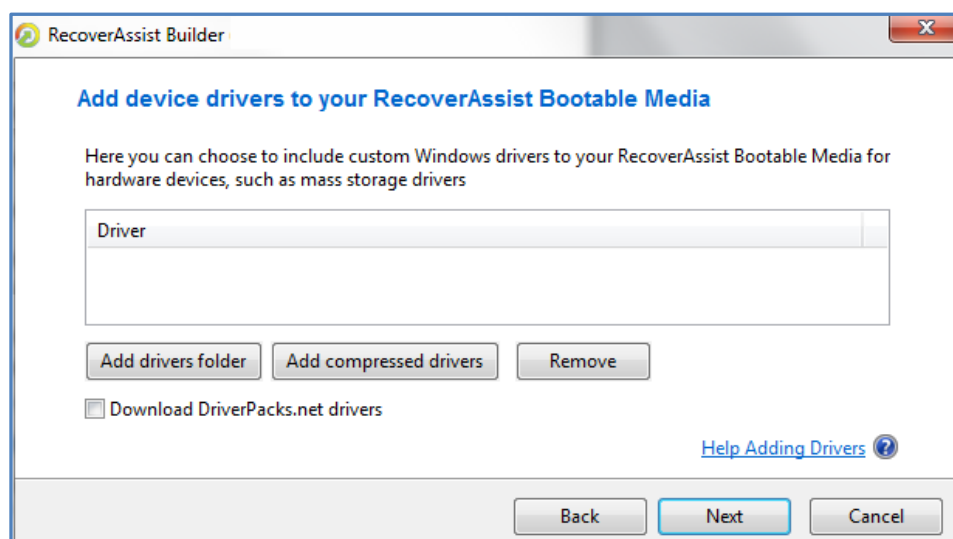 RecoverAssist Builder
Add device drivers to your RecoverAssist Bootable Media
Here you can choose to include custom Windows drivers to your RecoverAssist Bootable Media for
hardware devices, such as mass storage drivers
Driver
Add drivers folder Add compressed drivers Remove
Download DriverPacks.net drivers
Help Adding Drivers ?
Back Next Cancel